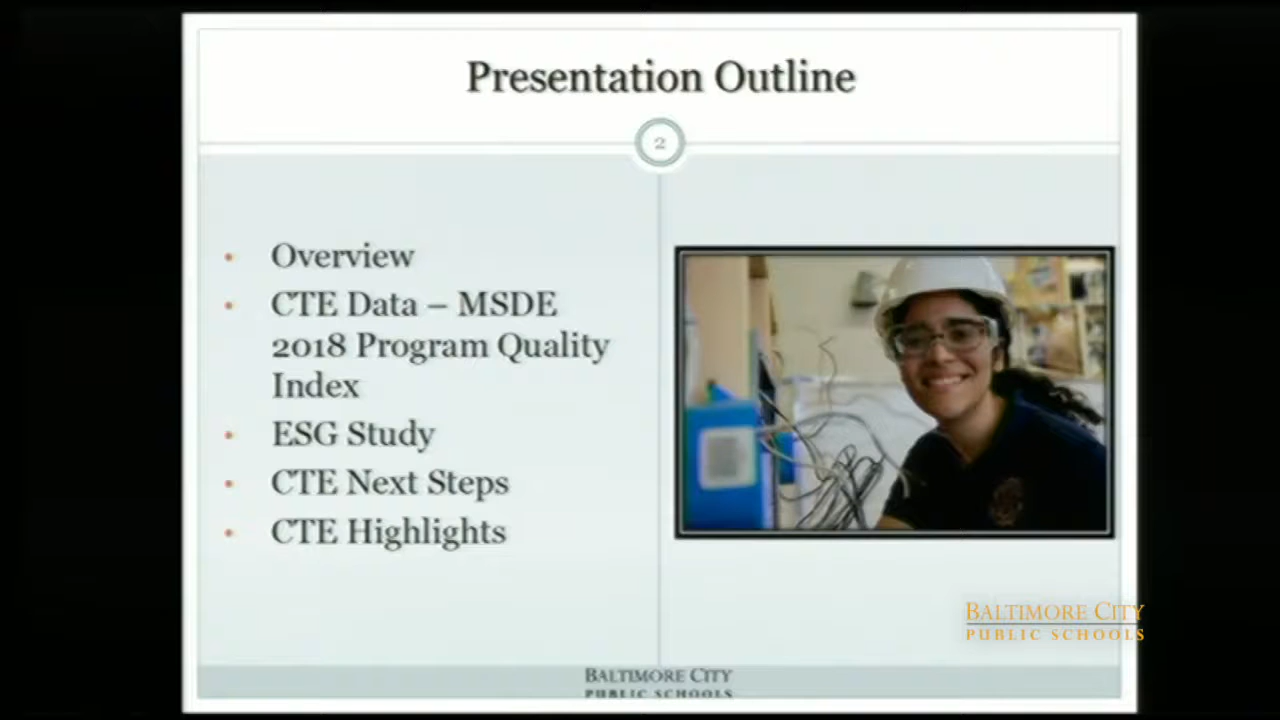 Presentation Outline
2
• Overview
• CTE Data – MSDE
2018 Program Quality
Index
• ESG Study
• CTE Next Steps
• CTE Highlights
BALTIMORE CITY
PUBLIC SCHOOLS
BALTIMORE CITY
PUBLIC SCHOOLS